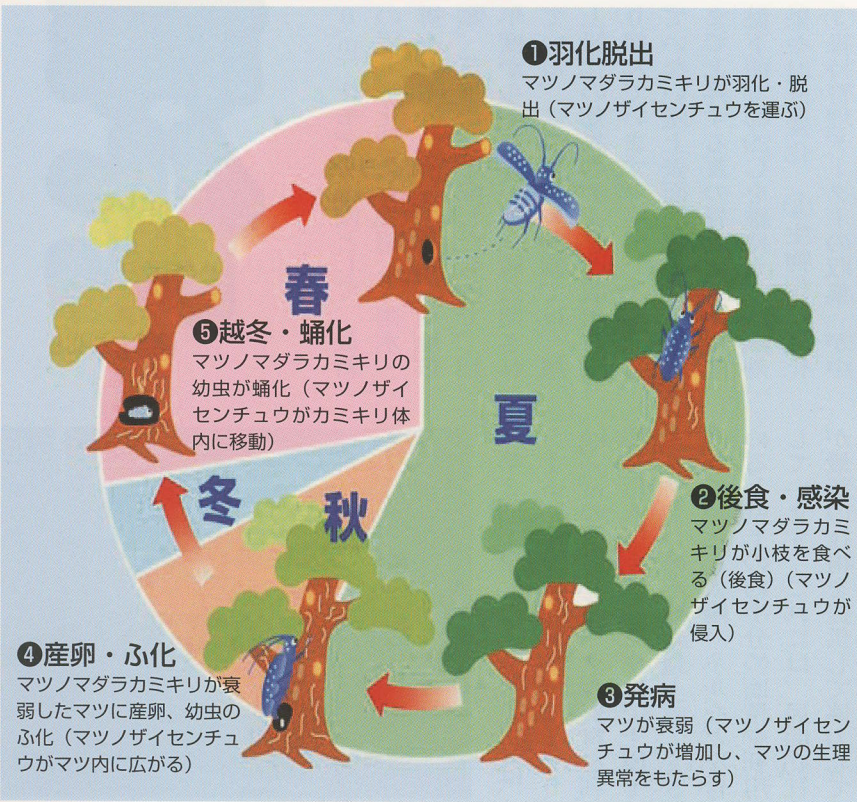 ❶羽化脱出
マツノマダラカミキリが羽化・脱
出（マツノザイセンチュウを運ぶ）
春
❺越冬・蛹化
マツノマダラカミキリの
幼虫が蛹化（マツノザイ
センチュウがカミキリ体
内に移動）
夏
冬
秋
❷後食・感染
マツノマダラカミ
キリが小枝を食べ
る（後食）（マツノ
ザイセンチュウが
侵入）
❹産卵・ふ化
マツノマダラカミキリが衰
弱したマツに産卵、幼虫の
ふ化（マツノザイセンチュ
ウがマツ内に広がる）
❸発病
マツが衰弱（マツノザイセン
チュウが増加し、マツの生理
異常をもたらす）